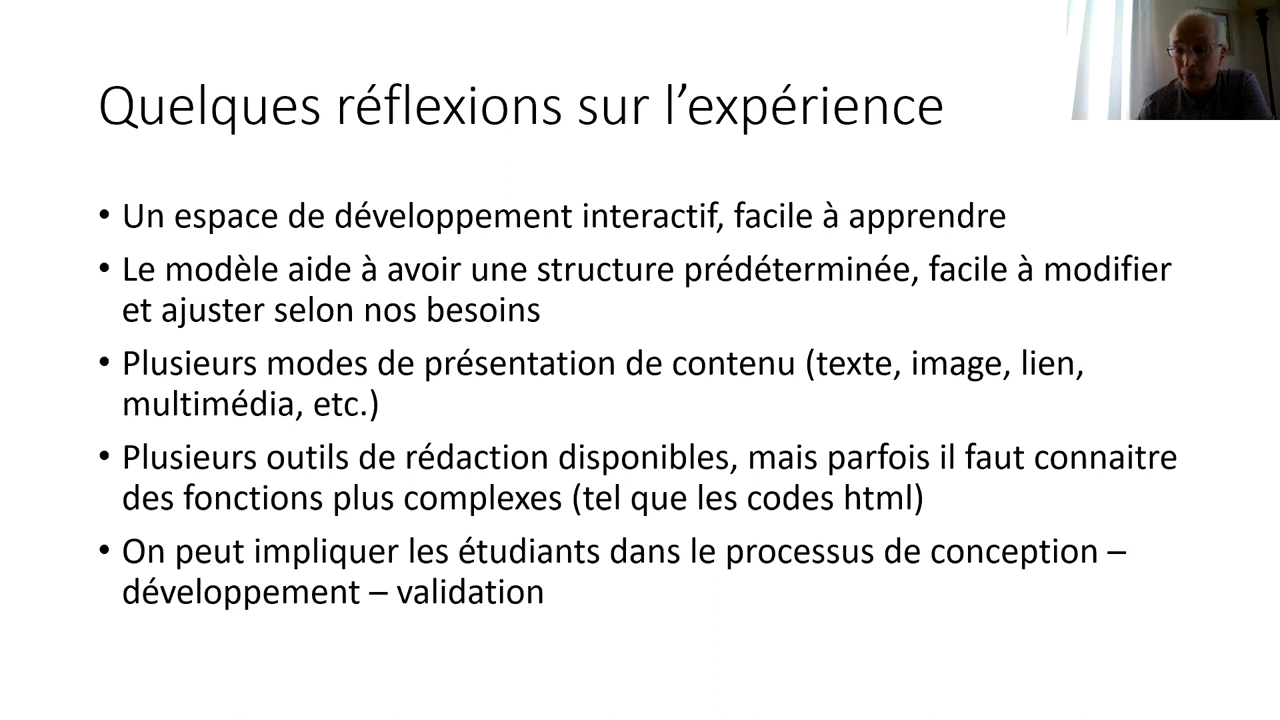 Quelques réflexions sur l’expérience
• Un espace de développement interactif, facile à apprendre
• Le modèle aide à avoir une structure prédéterminée, facile à modifier
et ajuster selon nos besoins
• Plusieurs modes de présentation de contenu (texte, image, lien,
multimédia, etc.)
• Plusieurs outils de rédaction disponibles, mais parfois il faut connaitre
des fonctions plus complexes (tel que les codes html)
• On peut impliquer les étudiants dans le processus de conception –
développement – validation